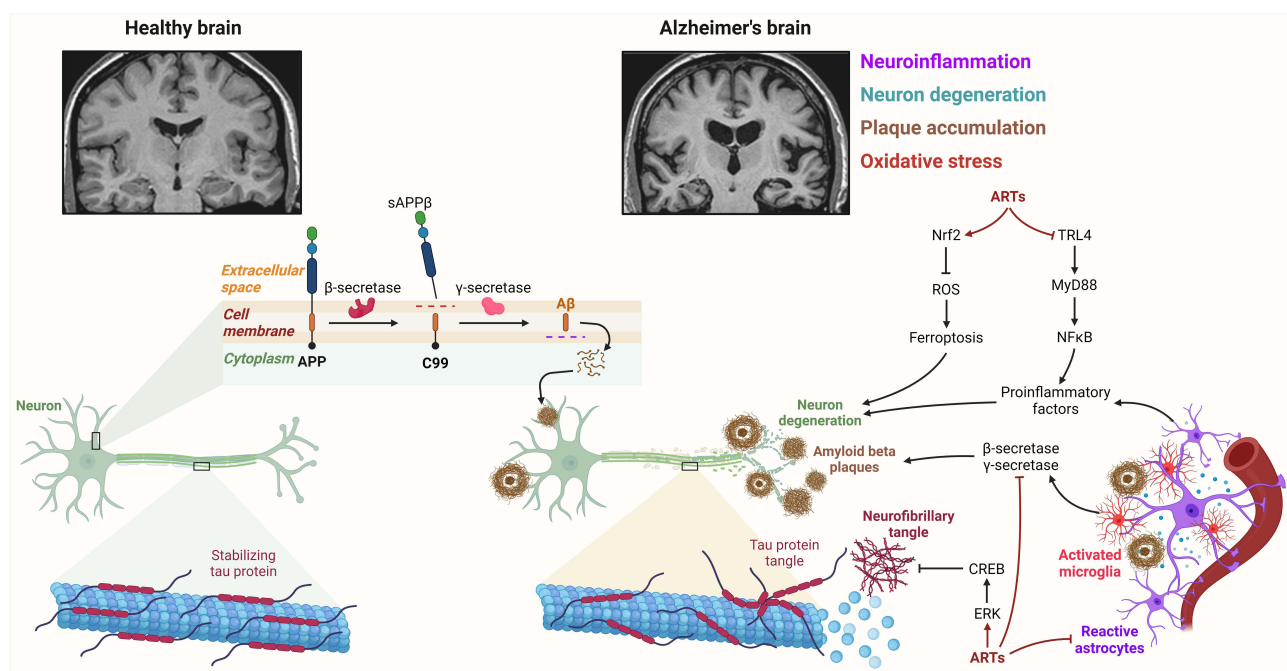 Healthy brain
Alzheimer's brain
Neuroinflammation
Neuron degeneration
Plaque accumulation
Oxidative stress
sAPPβ
Extracellular
space
β-secretase
γ-secretase
Aβ
Cell
membrane
Cytoplasm
APP
C99
Neuron
ARTs
Nrf2
TRL4
ROS
MyD88
Ferroptosis
NFκB
Proinflammatory
factors
Neuron
degeneration
Amyloid beta
plaques
β-secretase
γ-secretase
Stabilizing
tau protein
Tau protein
tangle
Neurofibrillary
tangle
CREB
ERK
ARTs
Activated
microglia
Reactive
astrocytes